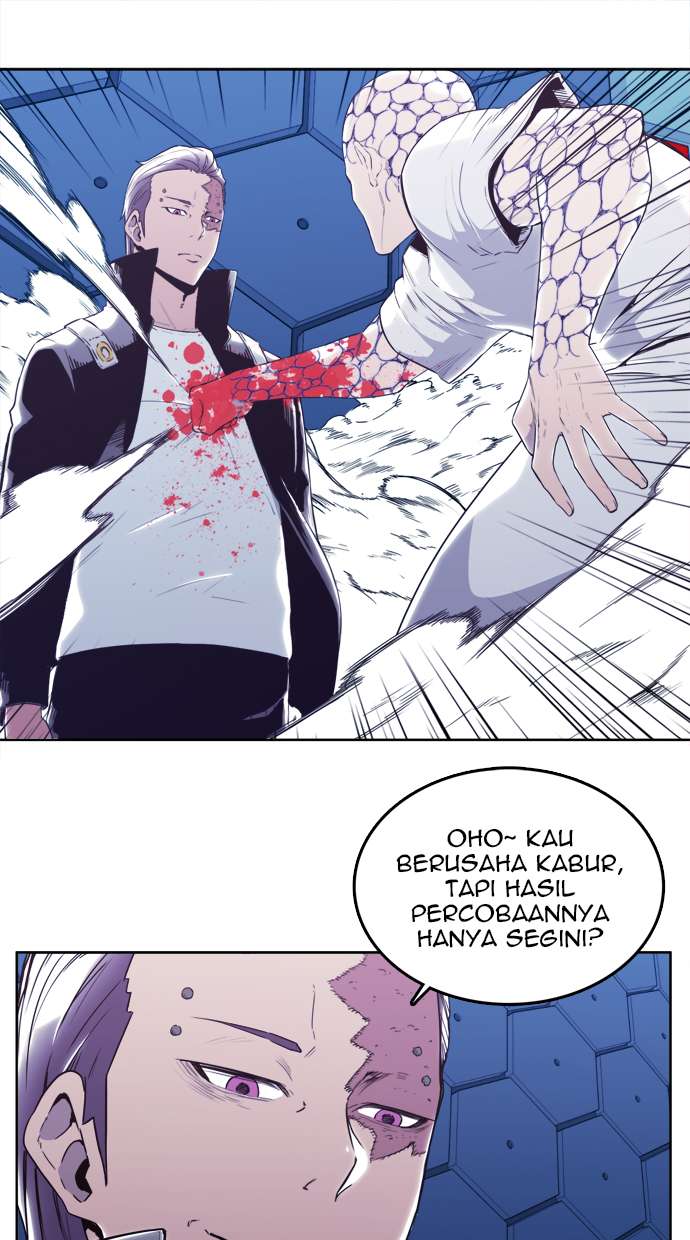 OHO~ KAU
BERUSAHA KABUR,
TAPI HASIL
PERCOBAANNYA
HANYA SEGINI?